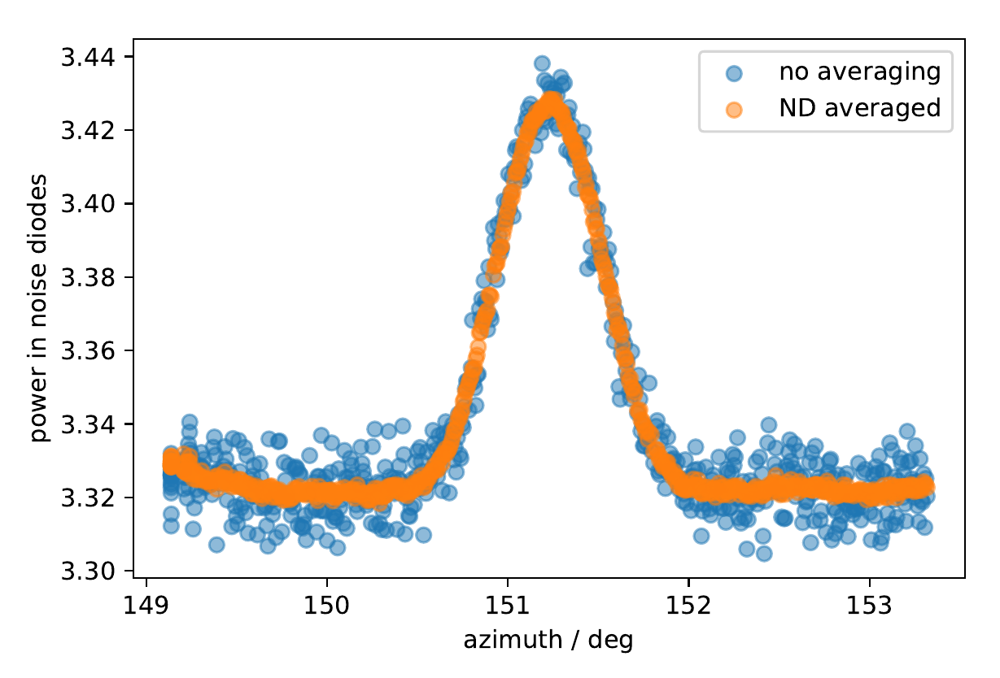 no averaging
ND averaged
3.44
3.42
3.40
3.38
3.36
3.34
3.32
3.30
power in noise diodes
149 150 151 152 153
azimuth / deg